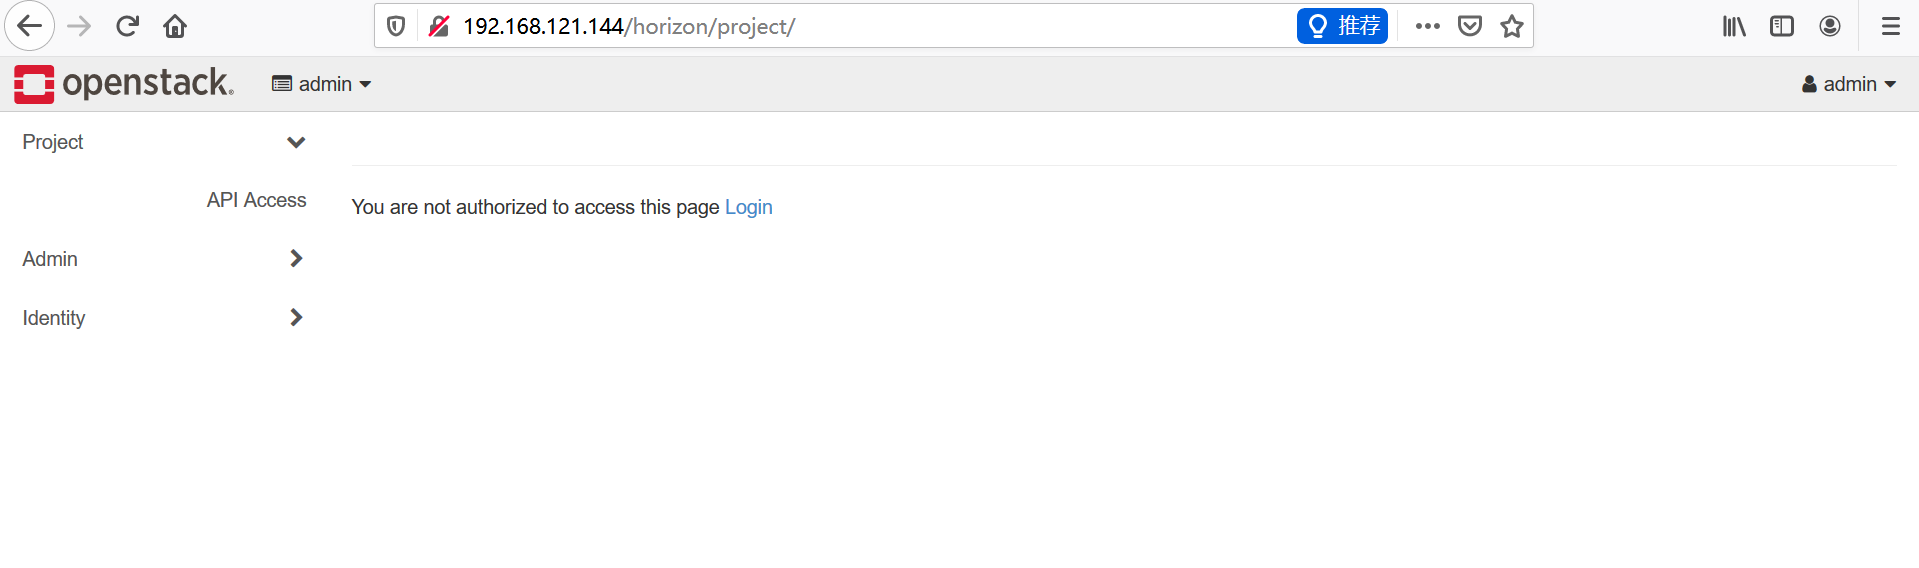 192.168.121.144/horizon/project/ 推荐
openstack. admin admin
Project
API Access
You are not authorized to access this page Login
Admin
Identity